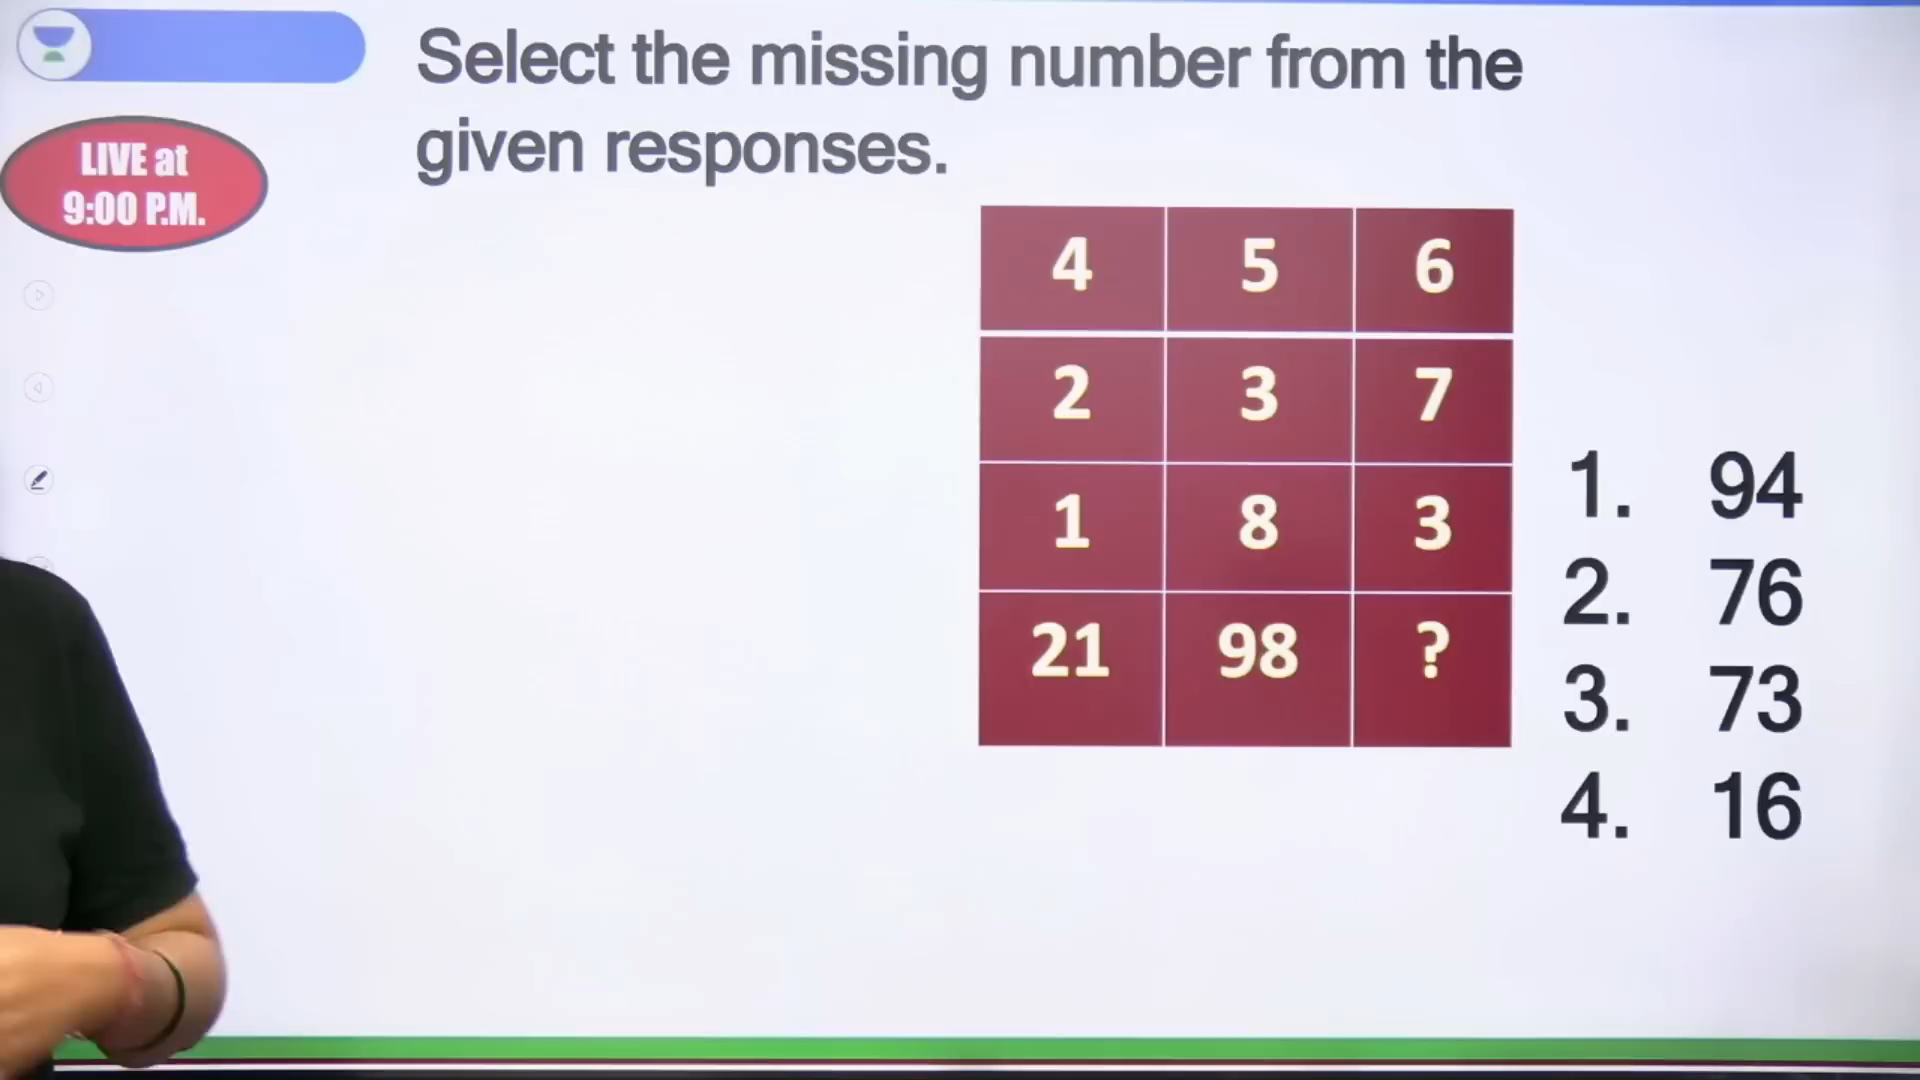 Select the missing number from the
given responses.
LIVE at
9:00 P.M.
4 5 6
2 3 7
1 8 3
21 98 ?
1. 94
2. 76
3. 73
4. 16